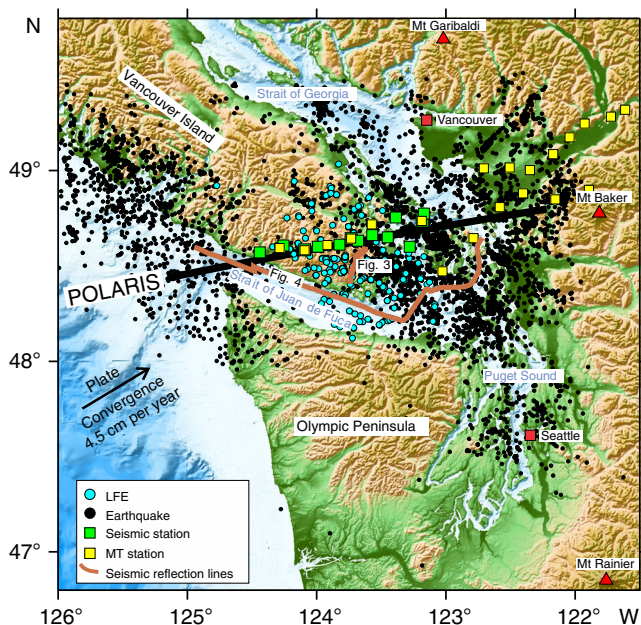 N
Mt Garibaldi
Vancouver Island
Strait of Georgia
Vancouver
49°
Mt Baker
Fig. 3
POLARIS
Fig. 4
Strait of Juan de Fuca
48°
Plate
Convergence
4.5 cm per year
Puget Sound
Olympic Peninsula
Seattle
LFE
Earthquake
Seismic station
MT station
Seismic reflection lines
47°
Mt Rainier
126°
125°
124°
123°
122°
W